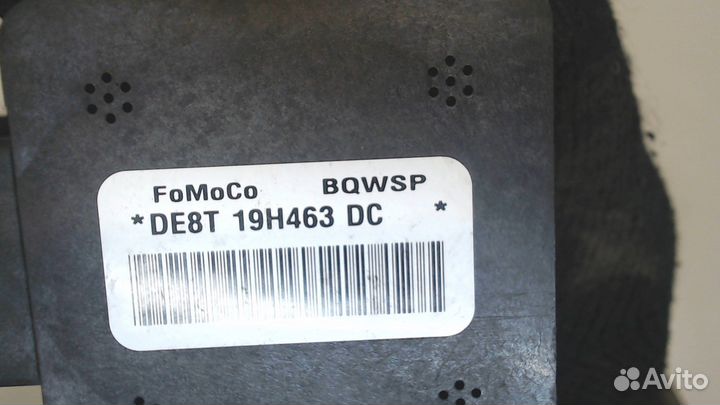 FoMoCo BQWSP
*DE8T 19H463 DC *
Avito